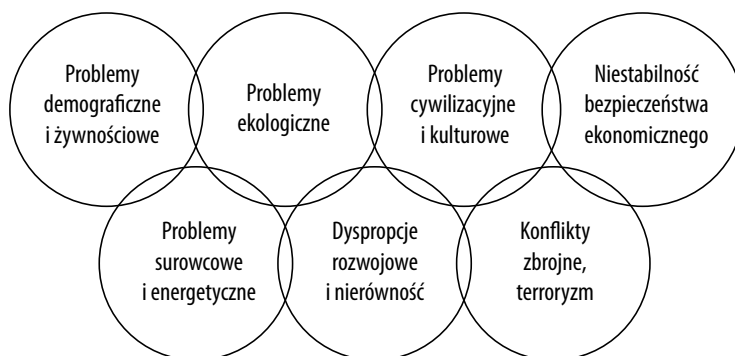 Problemy
demograficzne
i żywnościowe
Problemy
ekologiczne
Problemy
cywilizacyjne
i kulturowe
Niestabilność
bezpieczeństwa
ekonomicznego
Problemy
surowcowe
i energetyczne
Dyspropcje
rozwojowe
i nierówność
Konflikty
zbrojne,
terroryzm